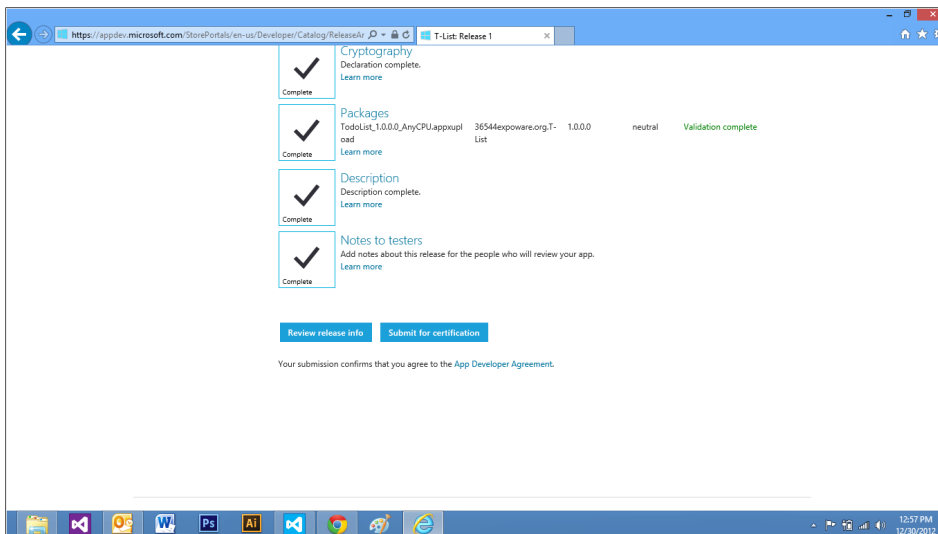 https://appdev.microsoft.com/StorePortals/en-us/Developer/Catalog/ReleaseAr
T-List: Release 1
Cryptography
Declaration complete.
Learn more
Complete
Packages
TodoList_1.0.0.0_AnyCPU.appxupl 36544expoware.org.T- 1.0.0.0 neutral Validation complete
oad List
Learn more
Complete
Description
Description complete.
Learn more
Complete
Notes to testers
Add notes about this release for the people who will review your app.
Learn more
Complete
Review release info Submit for certification
Your submission confirms that you agree to the App Developer Agreement.
Ps Ai
12:57 PM
12/30/2012